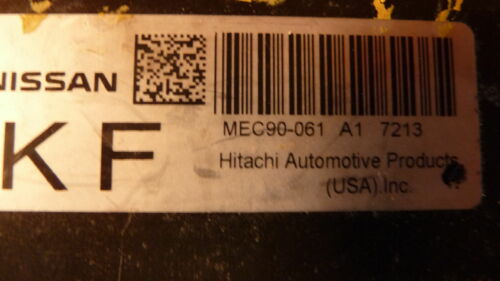 NISSAN
KF
MEC90-061 A1 7213
Hitachi Automotive Products
(USA).Inc.